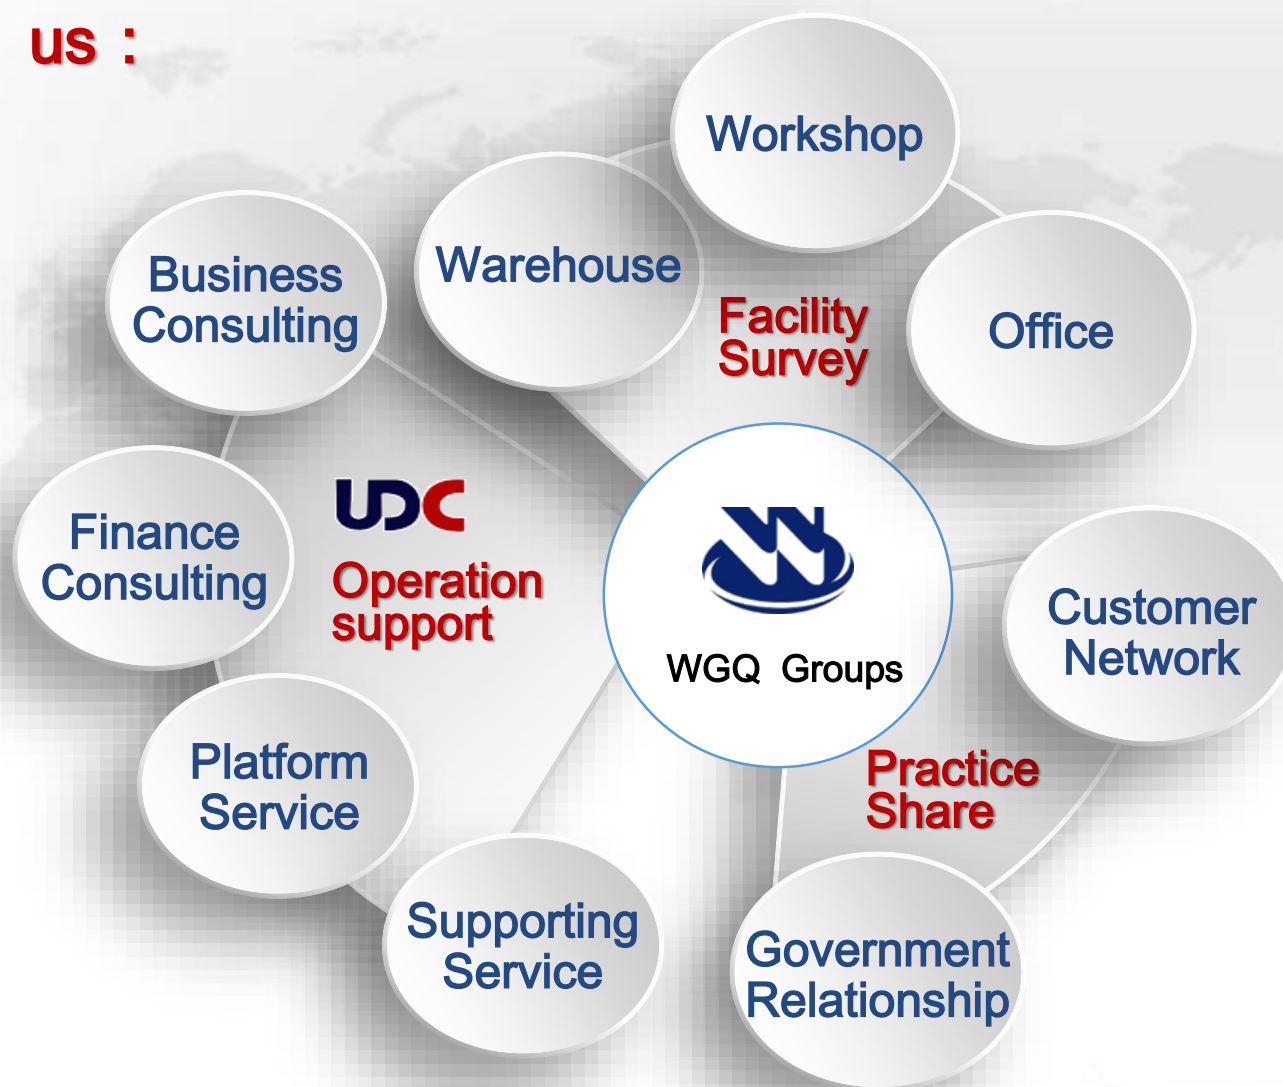 us :
Workshop
Warehouse
Business
Consulting
Facility
Survey
Office
UDC
Finance
Consulting
Operation
support
WGQ Groups
Customer
Network
Platform
Service
Practice
Share
Supporting
Service
Government
Relationship